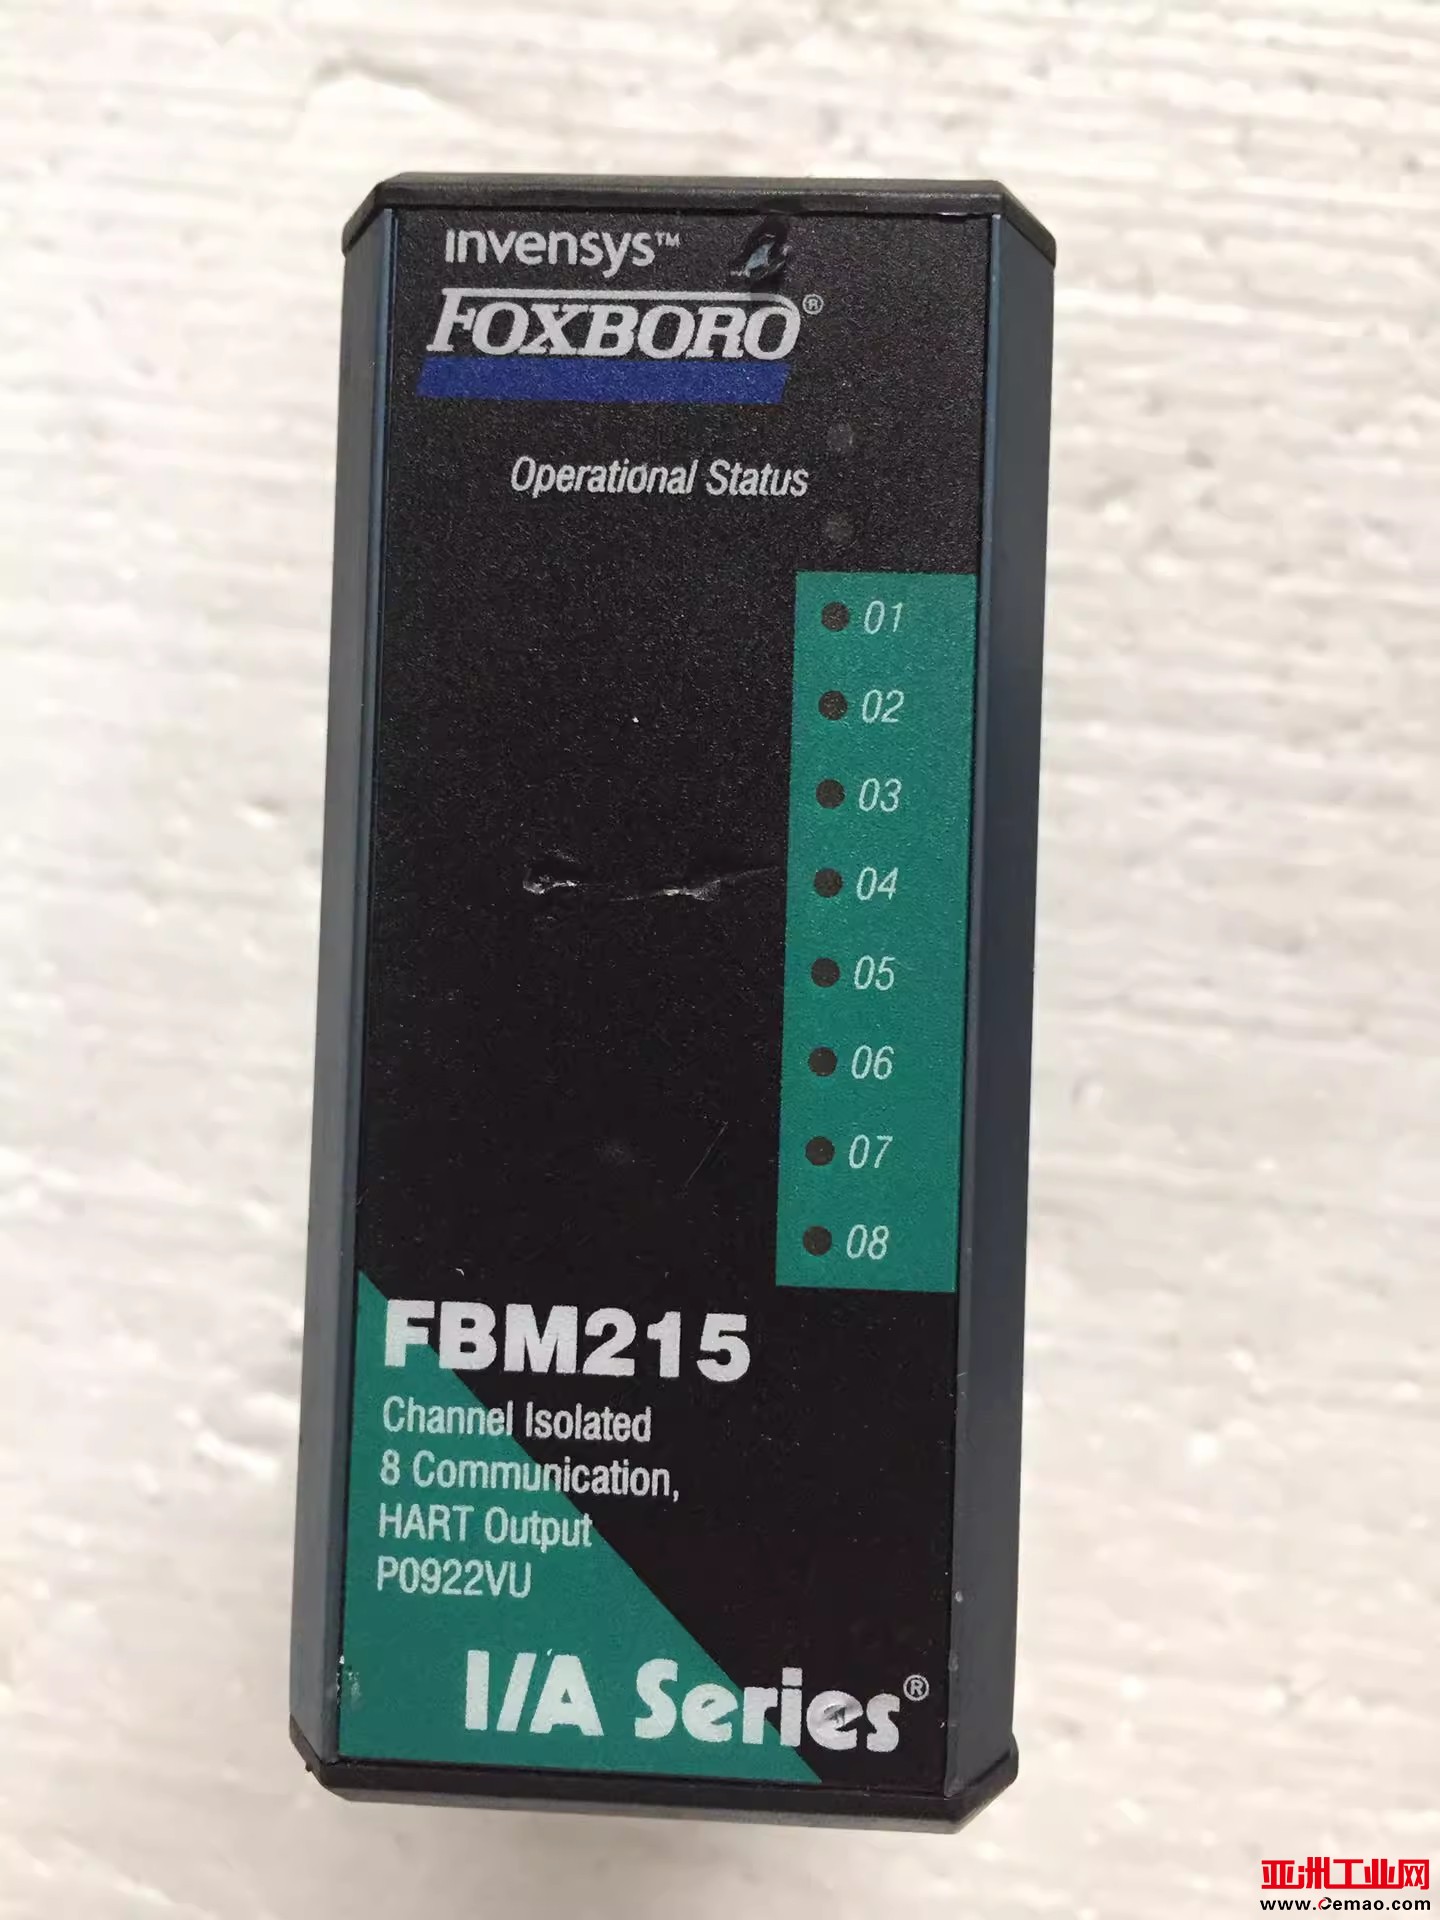 invensys™
FOXBORO®
Operational Status
01
02
03
04
05
06
07
08
FBM215
Channel Isolated
8 Communication,
HART Output
P0922VU
I/A Series®
亚洲工业网
www.Cemao.com